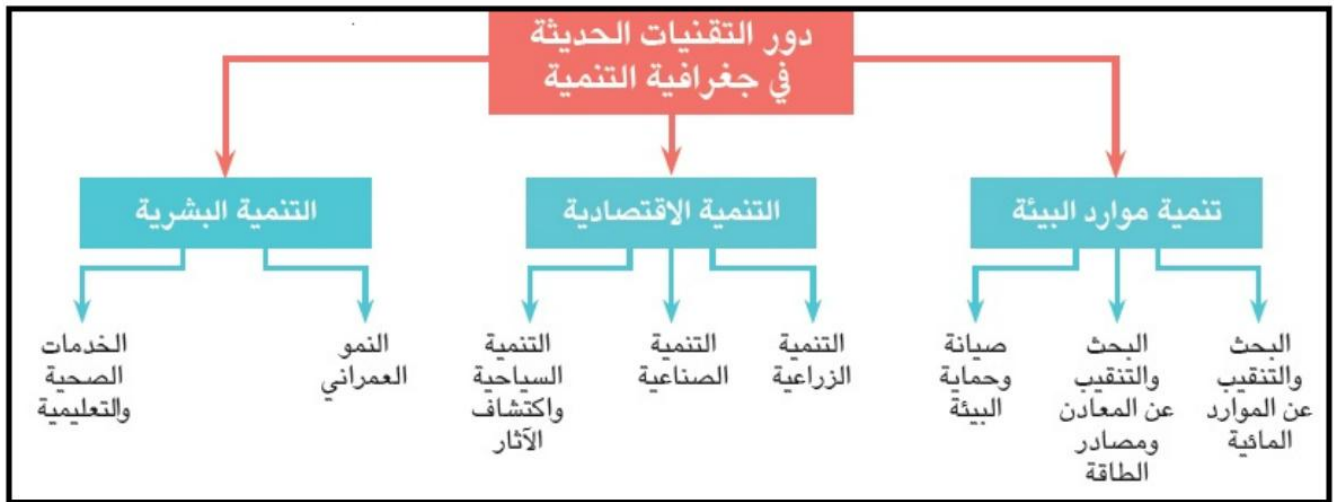 دور التقنيات الحديثة
في جغرافية التنمية
تنمية موارد البيئة
التنمية الاقتصادية
التنمية البشرية
البحث
والتنقيب
عن الموارد
المائية
البحث
والتنقيب
عن المعادن
ومصادر
الطاقة
صيانة
وحماية
البيئة
التنمية
الزراعية
التنمية
الصناعية
التنمية
السياحية
واكتشاف
الآثار
النمو
العمراني
الخدمات
الصحية
والتعليمية